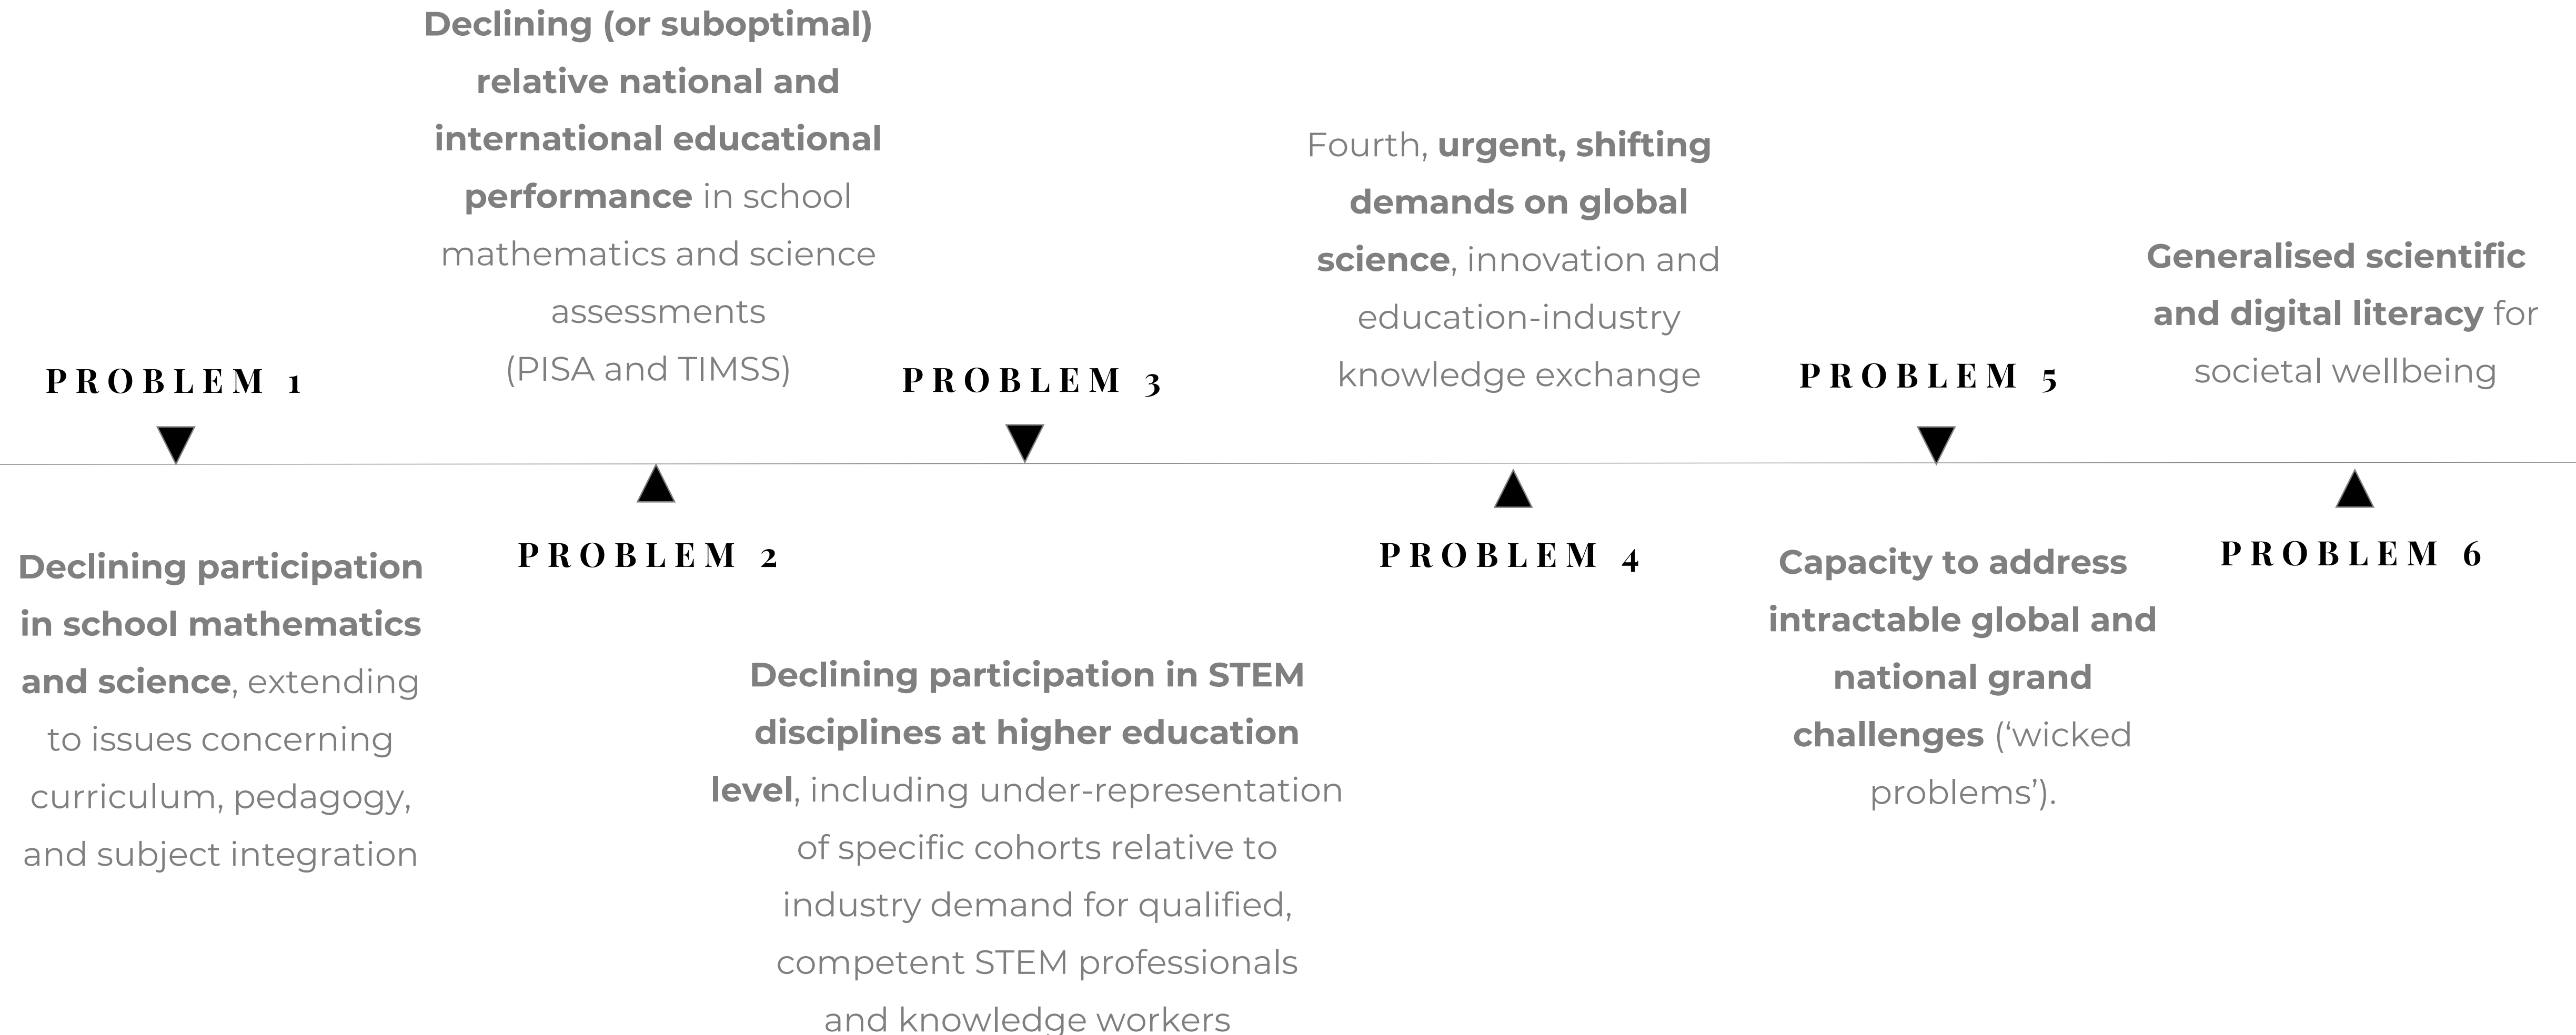 PROBLEM 1
Declining participation
in school mathematics
and science, extending
to issues concerning
curriculum, pedagogy,
and subject integration
Declining (or suboptimal)
relative national and
international educational
performance in school
mathematics and science
assessments
(PISA and TIMSS)
PROBLEM 2
PROBLEM 3
Declining participation in STEM
disciplines at higher education
level, including under-representation
of specific cohorts relative to
industry demand for qualified,
competent STEM professionals
and knowledge workers
Fourth, urgent, shifting
demands on global
science, innovation and
education-industry
knowledge exchange
PROBLEM 4
PROBLEM 5
Capacity to address
intractable global and
national grand
challenges (‘wicked
problems’).
Generalised scientific
and digital literacy for
societal wellbeing
PROBLEM 6